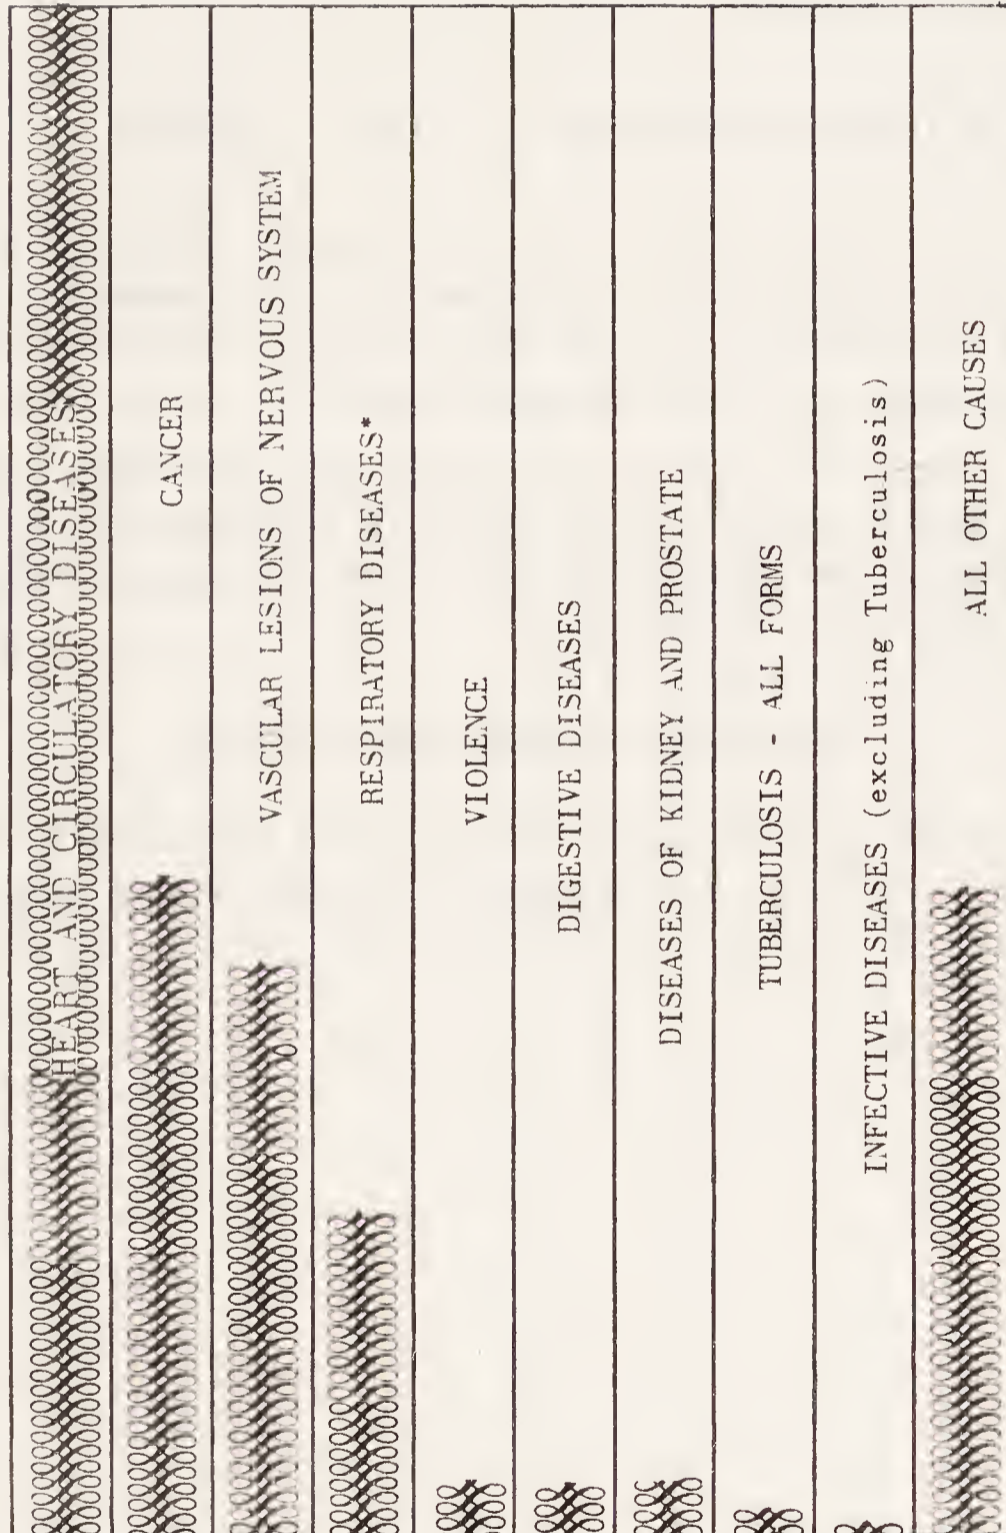 HEART AND CIRCULATORY DISEASES
CANCER
VASCULAR LESIONS OF NERVOUS SYSTEM
RESPIRATORY DISEASES*
VIOLENCE
DIGESTIVE DISEASES
DISEASES OF KIDNEY AND PROSTATE
TUBERCULOSIS - ALL FORMS
INFECTIVE DISEASES (excluding Tuberculosis)
ALL OTHER CAUSES